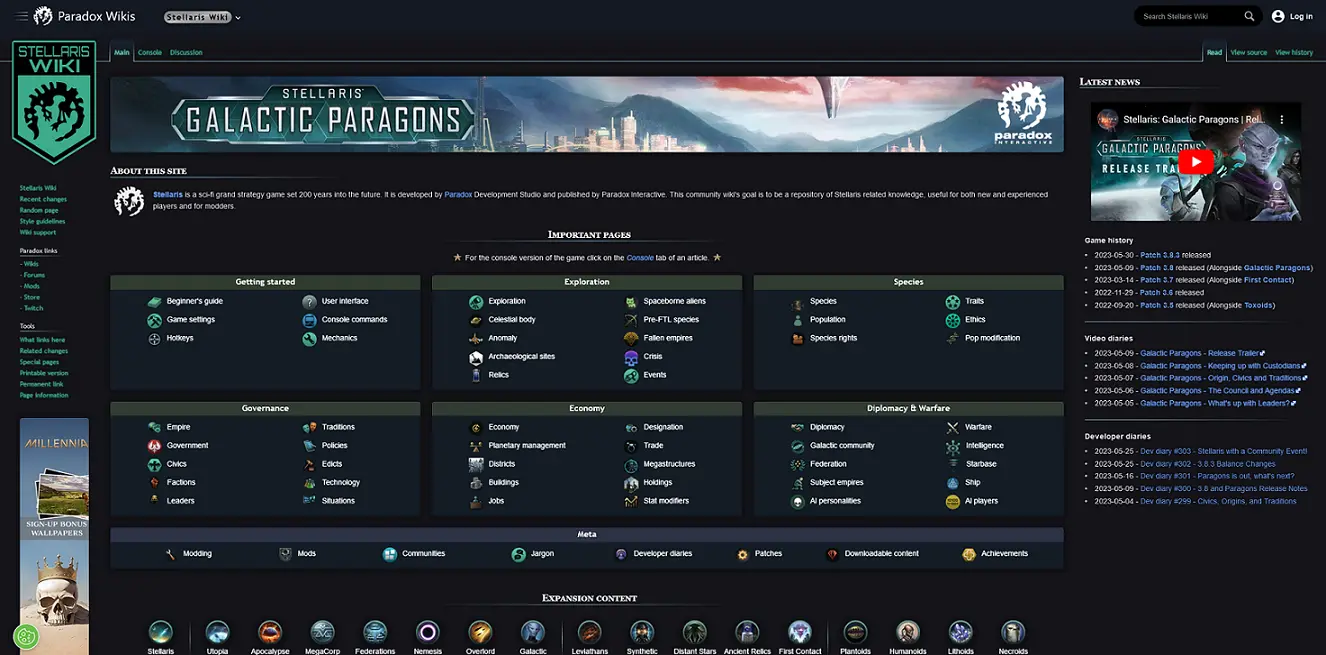 Paradox Wikis
Stellaris Wiki
Search Stellaris Wiki
Log in
STELLARIS
WIKI
Main
Console
Discussion
Read
View source
View history
STELLARIS
GALACTIC PARAGONS
paradox
INTERACTIVE
About this site
Stellaris is a sci-fi grand strategy game set 200 years into the future. It is developed by Paradox Development Studio and published by Paradox Interactive. This community wiki's goal is to be a repository of Stellaris related knowledge, useful for both new and experienced
players and for modders.
Stellaris Wiki
Recent changes
Random page
Style guidelines
Wiki support
Paradox links
- Wikis
- Forums
- Mods
- Store
- Twitch
Tools
What links here
Related changes
Special pages
Printable version
Permanent link
Page information
MILLENNIA
SIGN-UP BONUS
WALLPAPERS
Important pages
For the console version of the game click on the Console tab of an article.
Getting started
Beginner's guide
User interface
Game settings
Console commands
Hotkeys
Mechanics
Exploration
Exploration
Spaceborne aliens
Celestial body
Pre-FTL species
Anomaly
Fallen empires
Archaeological sites
Crisis
Relics
Events
Species
Species
Traits
Population
Ethics
Species rights
Pop modification
Governance
Empire
Traditions
Government
Policies
Civics
Edicts
Factions
Technology
Leaders
Situations
Economy
Economy
Designation
Planetary management
Trade
Districts
Megastructures
Buildings
Holdings
Jobs
Stat modifiers
Diplomacy & Warfare
Diplomacy
Warfare
Galactic community
Intelligence
Federation
Starbase
Subject empires
Ship
AI personalities
AI players
Meta
Modding
Mods
Communities
Jargon
Developer diaries
Patches
Downloadable content
Achievements
Expansion content
Stellaris
Utopia
Apocalypse
MegaCorp
Federations
Nemesis
Overlord
Galactic
Leviathans
Synthetic
Distant Stars
Ancient Relics
First Contact
Plantoids
Humanoids
Lithoids
Necroids
Latest news
Stellaris: Galactic Paragons | Rel...
STELLARIS
GALACTIC PARAGONS
RELEASE TRA
Game history
2023-05-30 - Patch 3.8.3 released
2023-05-09 - Patch 3.8 released (Alongside Galactic Paragons)
2023-03-14 - Patch 3.7 released (Alongside First Contact)
2022-11-29 - Patch 3.6 released
2022-09-20 - Patch 3.5 released (Alongside Toxoids)
Video diaries
2023-05-09 - Galactic Paragons - Release Trailer
2023-05-08 - Galactic Paragons - Keeping up with Custodians
2023-05-07 - Galactic Paragons - Origin, Civics and Traditions
2023-05-06 - Galactic Paragons - The Council and Agendas
2023-05-05 - Galactic Paragons - What's up with Leaders?
Developer diaries
2023-05-25 - Dev diary #303 - Stellaris with a Community Event!
2023-05-25 - Dev diary #302 - 3.8.3 Balance Changes
2023-05-16 - Dev diary #301 - Paragons is out, what's next?
2023-05-09 - Dev diary #300 - 3.8 and Paragons Release Notes
2023-05-04 - Dev diary #299 - Civics, Origins, and Traditions